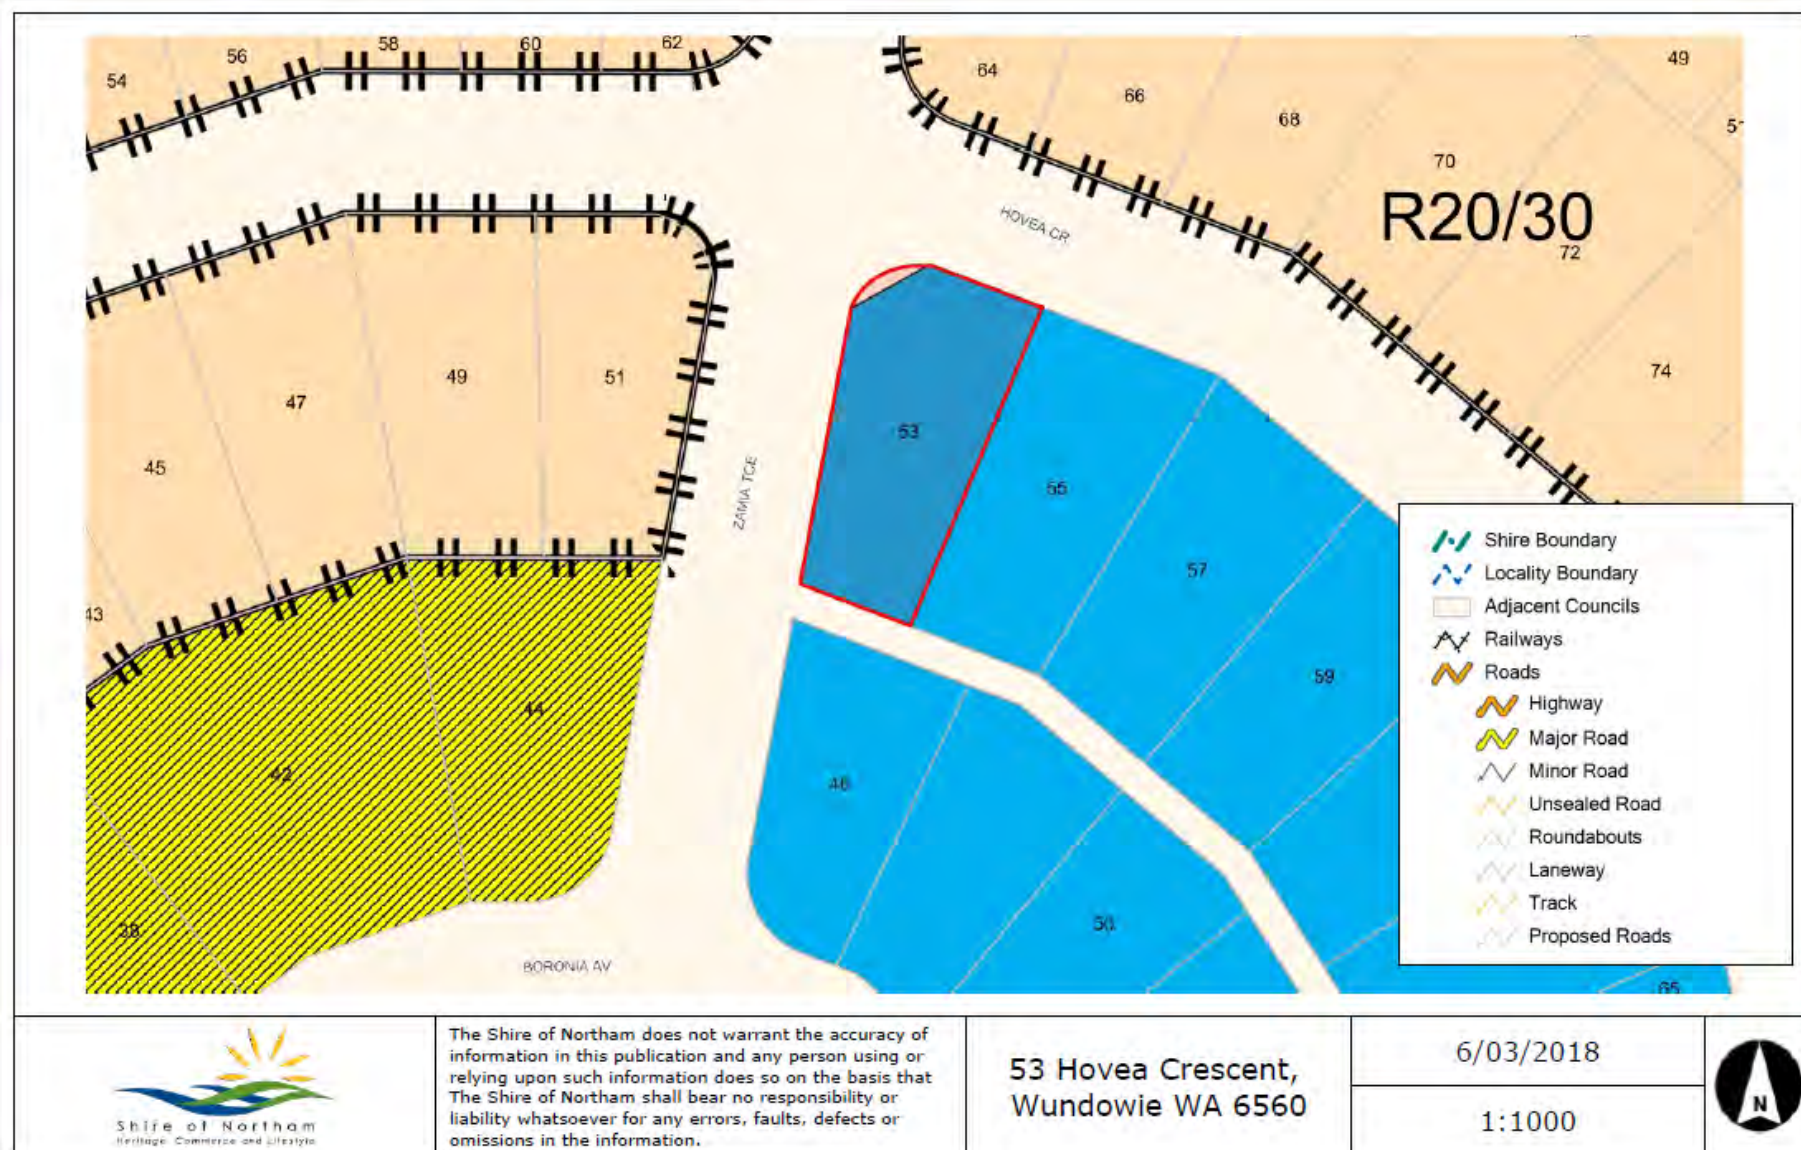 54
56
58
60
62
64
66
68
70
49
51
R20/30
72
74
HOVEA CR
45
47
49
51
53
55
57
59
ZAMIA TCE
43
42
44
38
46
50
65
BORONIA AV
Shire Boundary
Locality Boundary
Adjacent Councils
Railways
Roads
Highway
Major Road
Minor Road
Unsealed Road
Roundabouts
Laneway
Track
Proposed Roads
Shire of Northam
Heritage, Commerce and Lifestyle
The Shire of Northam does not warrant the accuracy of
information in this publication and any person using or
relying upon such information does so on the basis that
The Shire of Northam shall bear no responsibility or
liability whatsoever for any errors, faults, defects or
omissions in the information.
53 Hovea Crescent,
Wundowie WA 6560
6/03/2018
1:1000
N